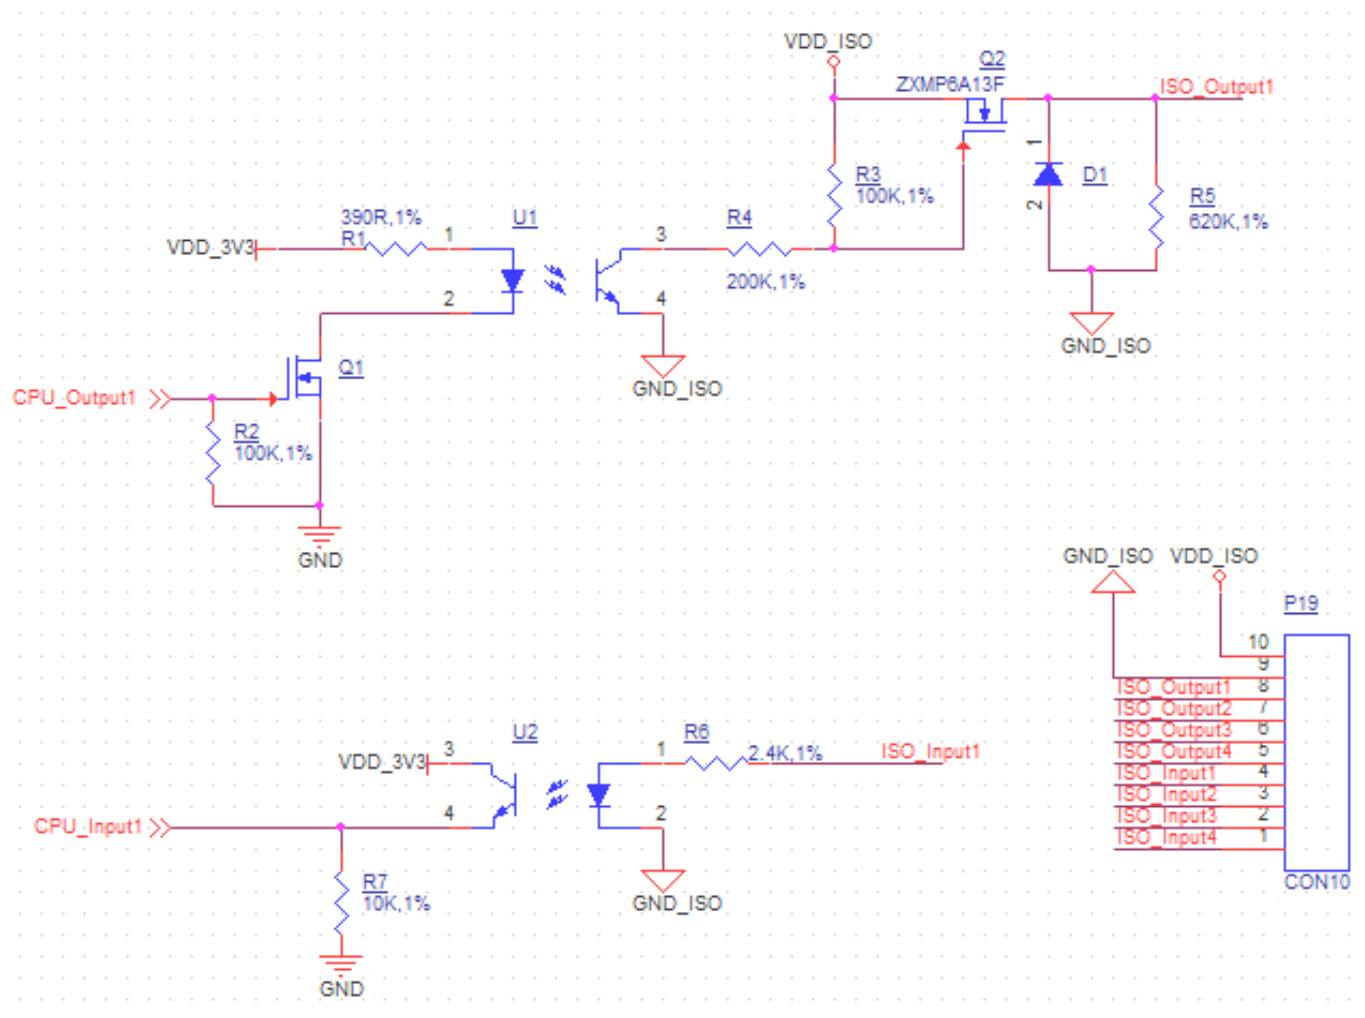 VDD_ISO
Q2
ZXMP6A13F
ISO_Output1
1
D1
2
R3
100K,1%
R5
620K,1%
390R,1%
R1
U1
R4
VDD_3V3
1
3
200K,1%
2
4
GND_ISO
GND_ISO
Q1
CPU_Output1
R2
100K,1%
GND
GND_ISO
VDD_ISO
P19
10
9
ISO_Output1 8
ISO_Output2 7
ISO_Output3 6
ISO_Output4 5
ISO_Input1 4
ISO_Input2 3
ISO_Input3 2
ISO_Input4 1
CON10
U2
R6
VDD_3V3
3
1
2.4K,1%
ISO_Input1
CPU_Input1
4
2
R7
10K,1%
GND_ISO
GND